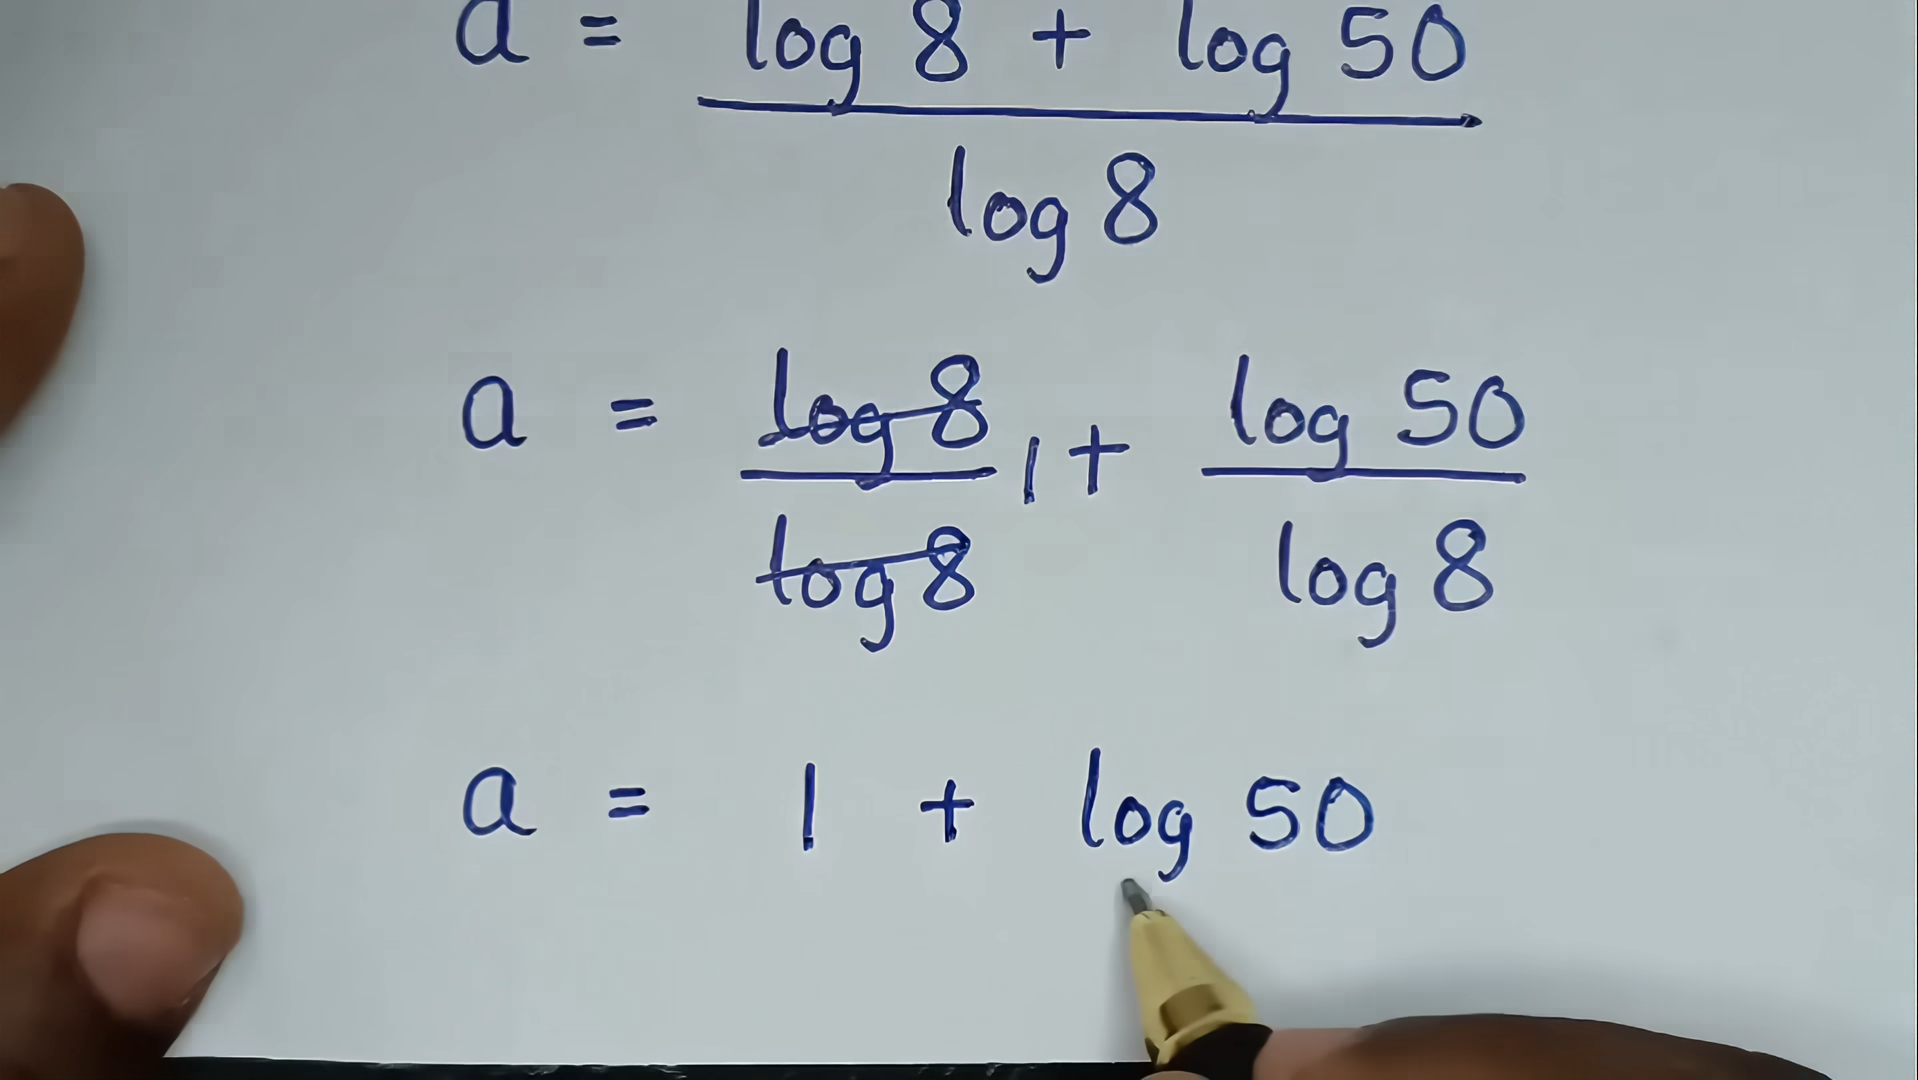 a = log 8 + log 50
log 8
a = log 8 1 + log 50
log 8 log 8
a = 1 + log 50